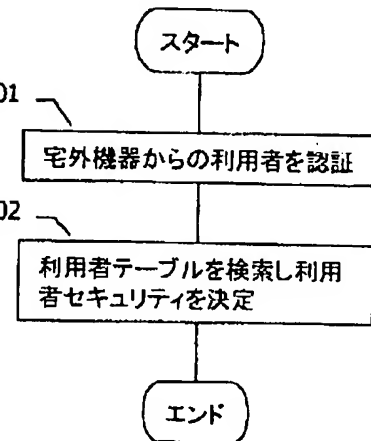 スタート
01
宅外機器からの利用者を認証
02
利用者テーブルを検索し利用
者セキュリティを決定
エンド